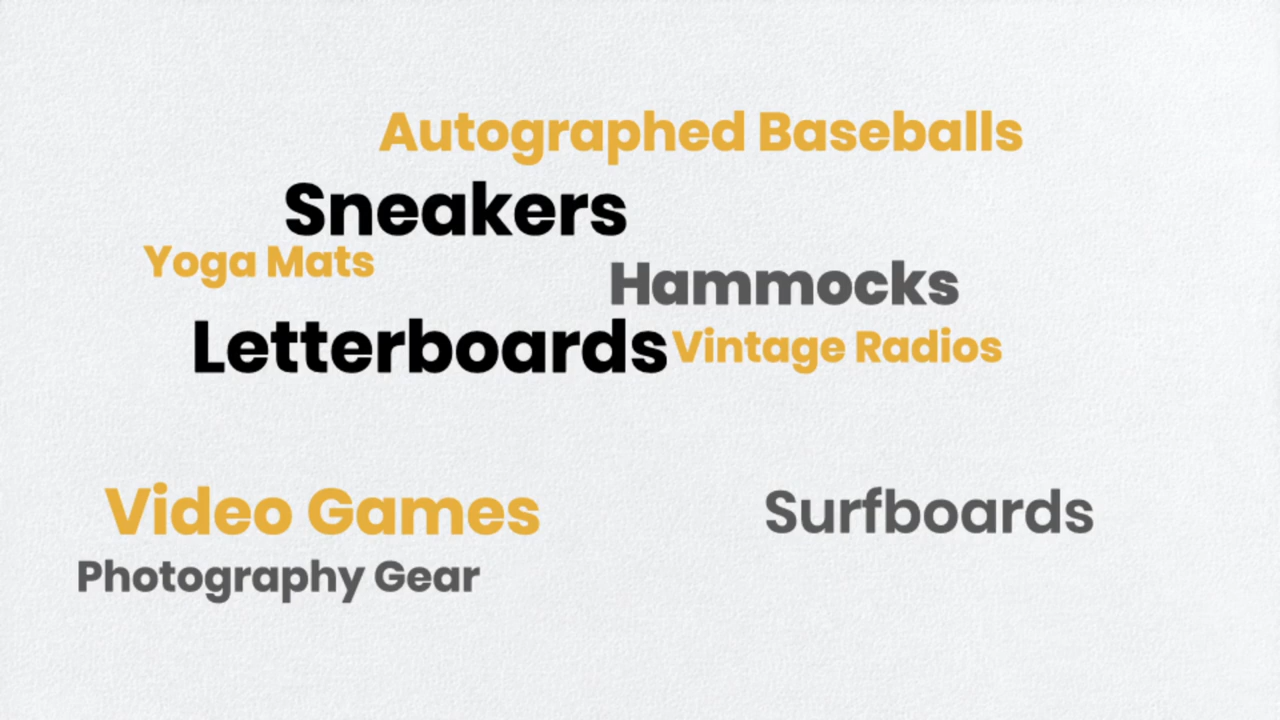 Autographed Baseballs
Sneakers
Yoga Mats
Hammocks
Letterboards
Vintage Radios
Video Games
Surfboards
Photography Gear